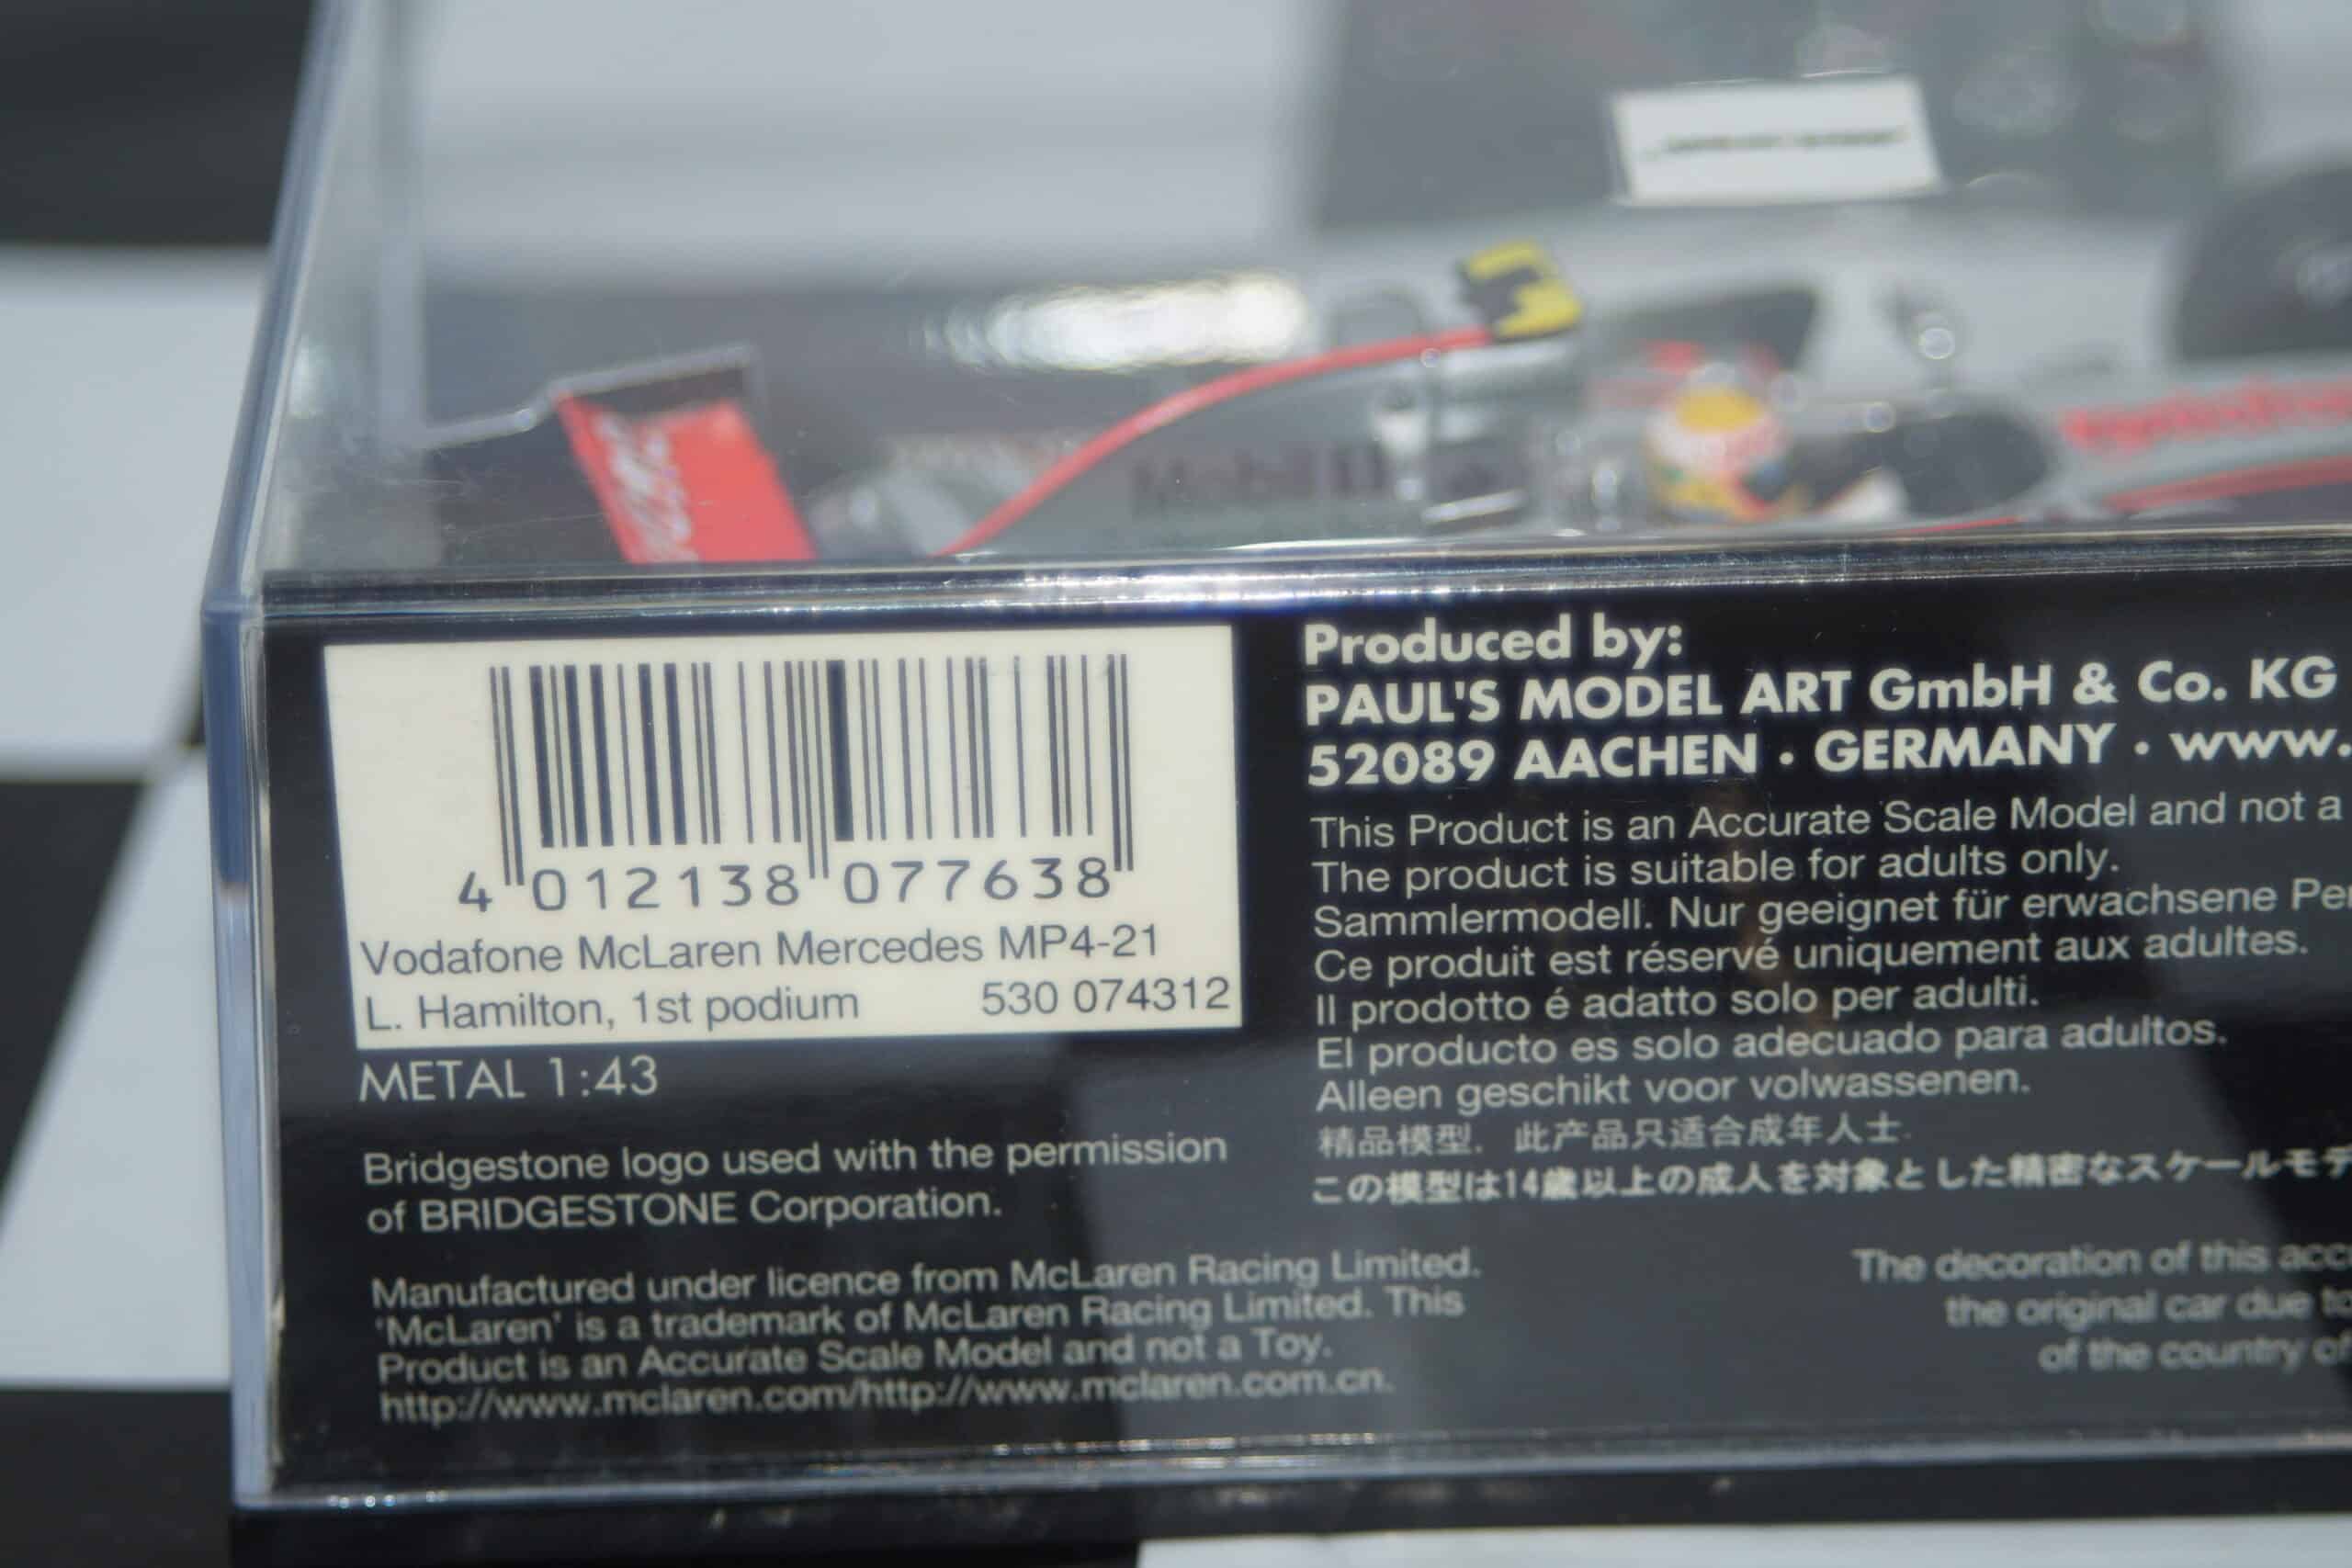 4 012138 077638
Vodafone McLaren Mercedes MP4-21
L. Hamilton, 1st podium 530 074312
METAL 1:43
Bridgestone logo used with the permission
of BRIDGESTONE Corporation.
Manufactured under licence from McLaren Racing Limited.
'McLaren' is a trademark of McLaren Racing Limited. This
Product is an Accurate Scale Model and not a Toy.
http://www.mclaren.com/http://www.mclaren.com.cn.
Produced by:
PAUL'S MODEL ART GmbH & Co. KG
52089 AACHEN · GERMANY · www.
This Product is an Accurate Scale Model and not a
The product is suitable for adults only.
Sammlermodell. Nur geeignet für erwachsene Per
Ce produit est réservé uniquement aux adultes.
Il prodotto é adatto solo per adulti.
El producto es solo adecuado para adultos.
Alleen geschikt voor volwassenen.
精品模型. 此产品只适合成年人士.
この模型は14歳以上の成人を対象とした精密なスケールモデ
The decoration of this acc
the original car due to
of the country of